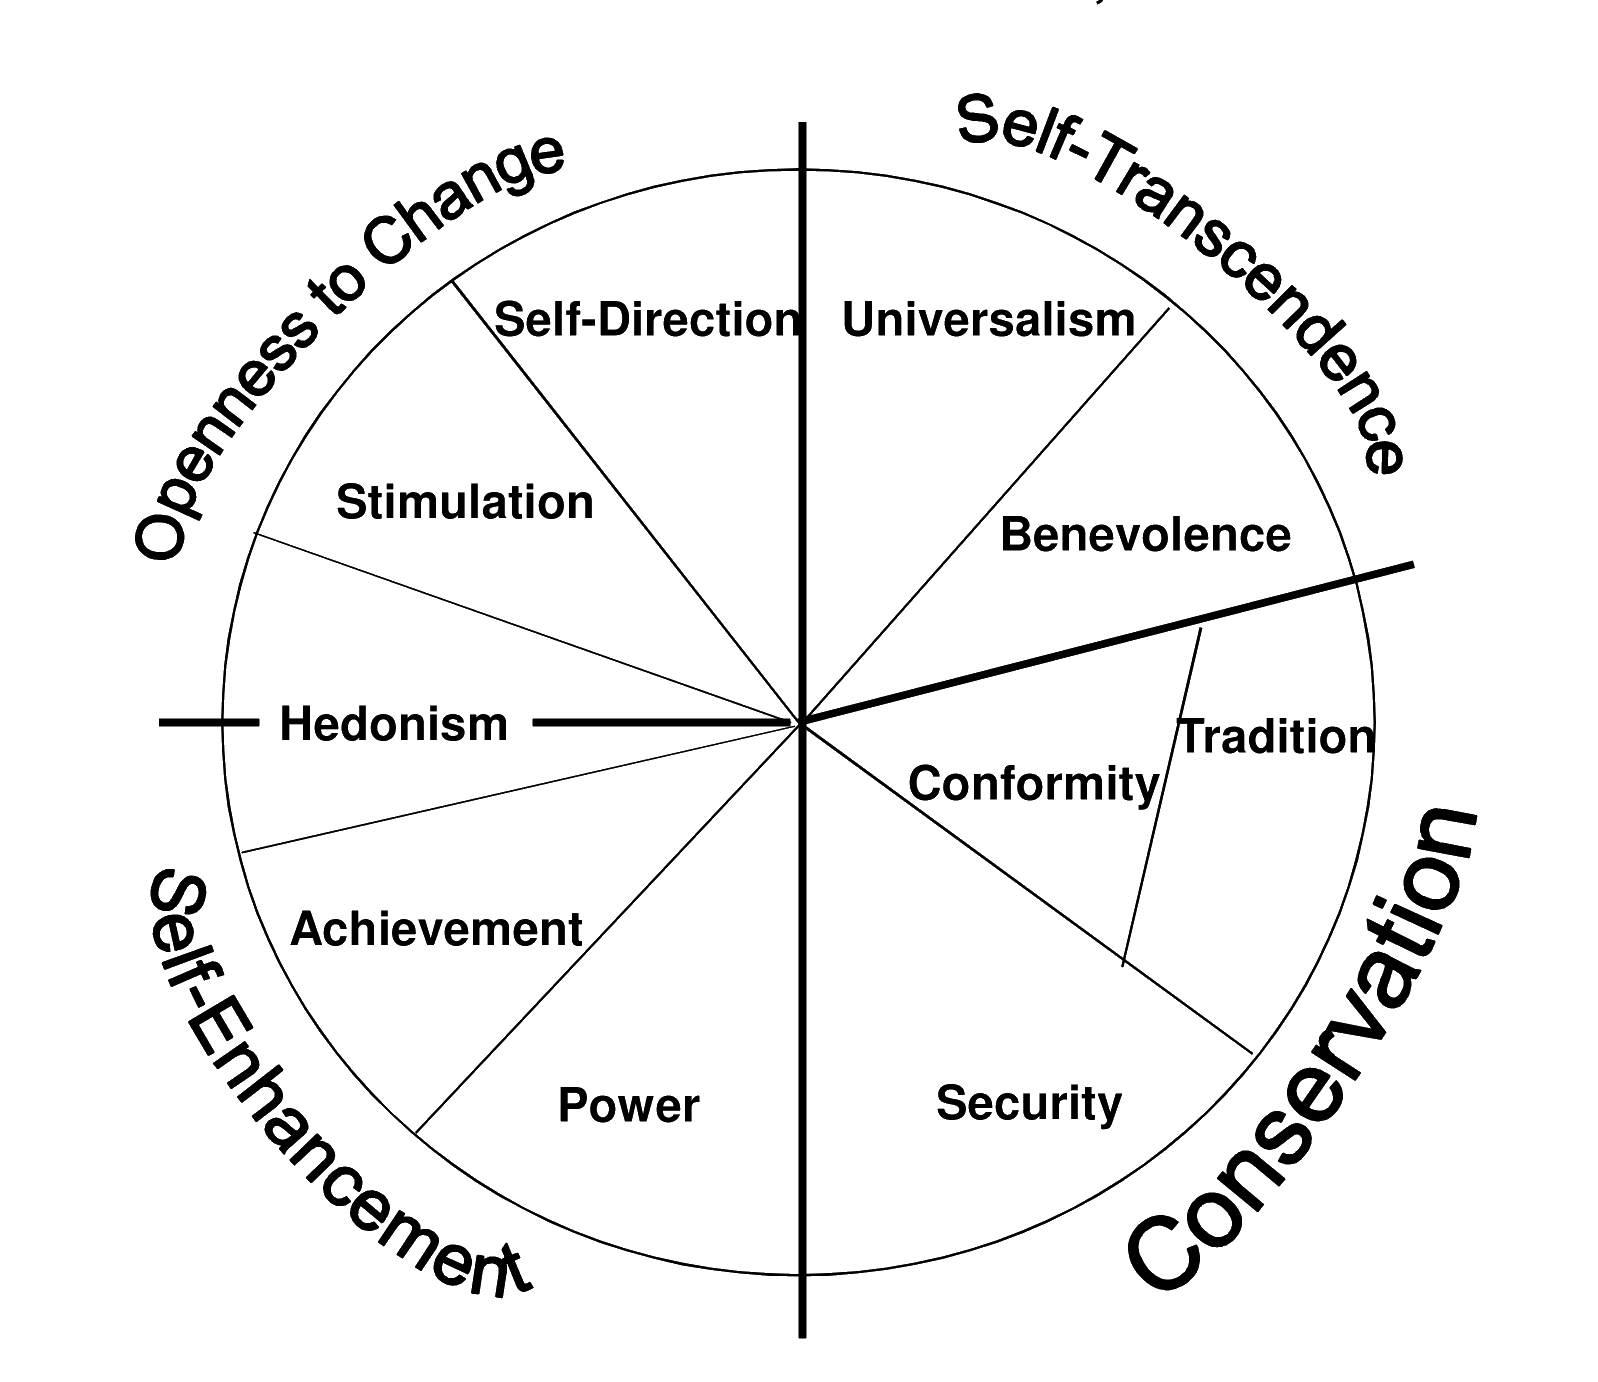 Self-Transcendence
Openness to Change
Self-Direction
Universalism
Stimulation
Benevolence
Hedonism
Tradition
Conformity
Achievement
Power
Security
Self-Enhancement
Conservation